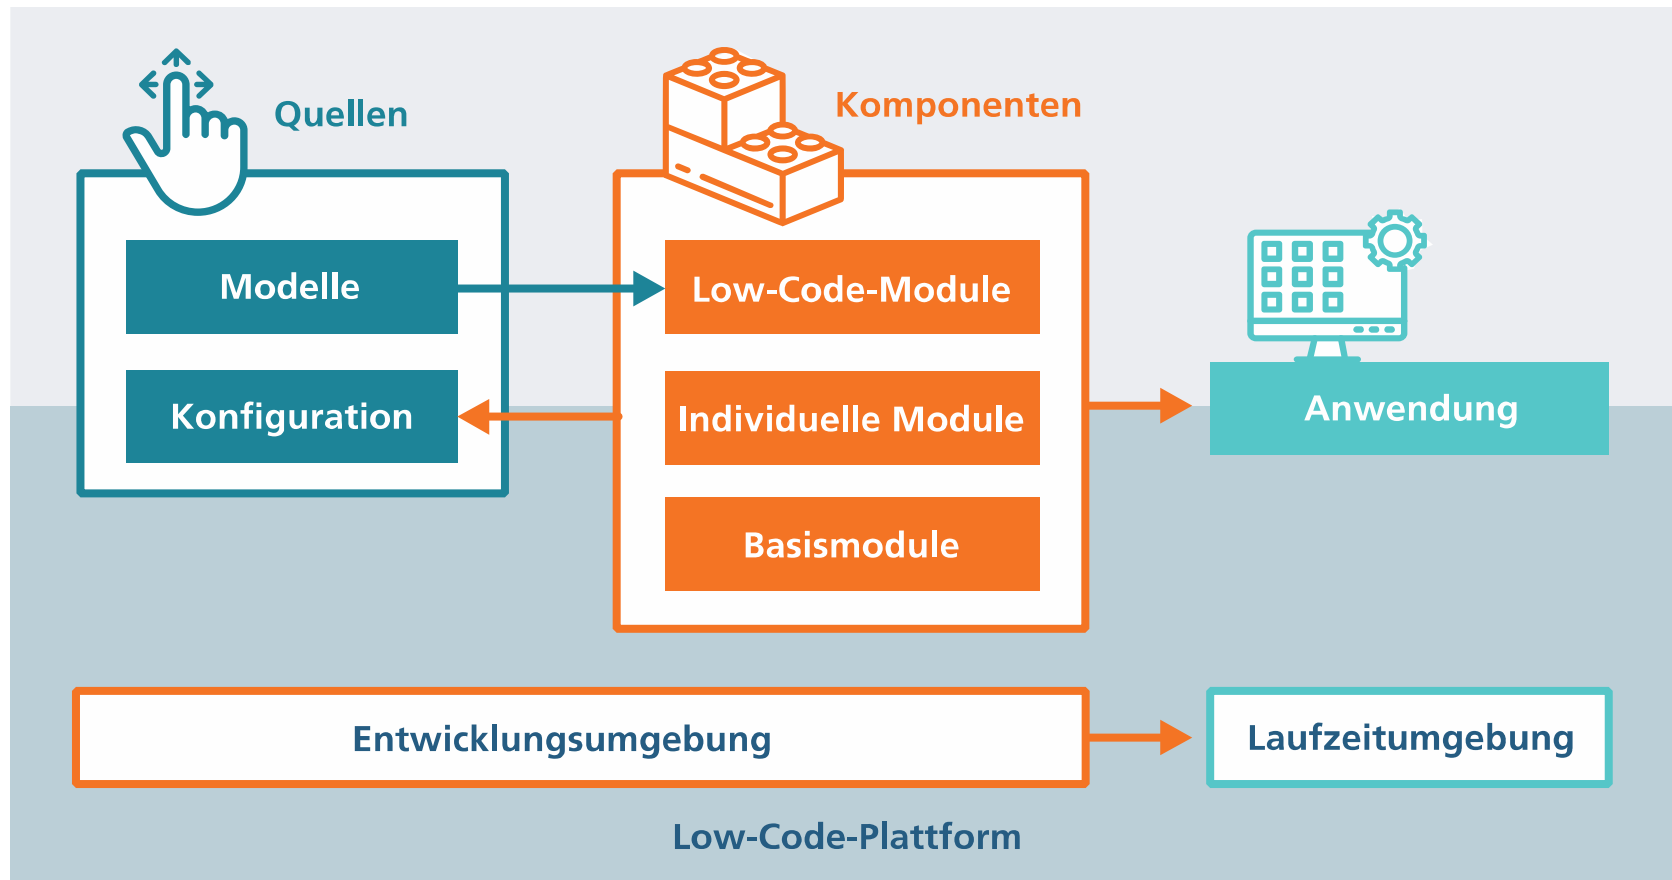 Quellen
Komponenten
Modelle
Low-Code-Module
Konfiguration
Individuelle Module
Anwendung
Basismodule
Entwicklungsumgebung
Laufzeitumgebung
Low-Code-Plattform